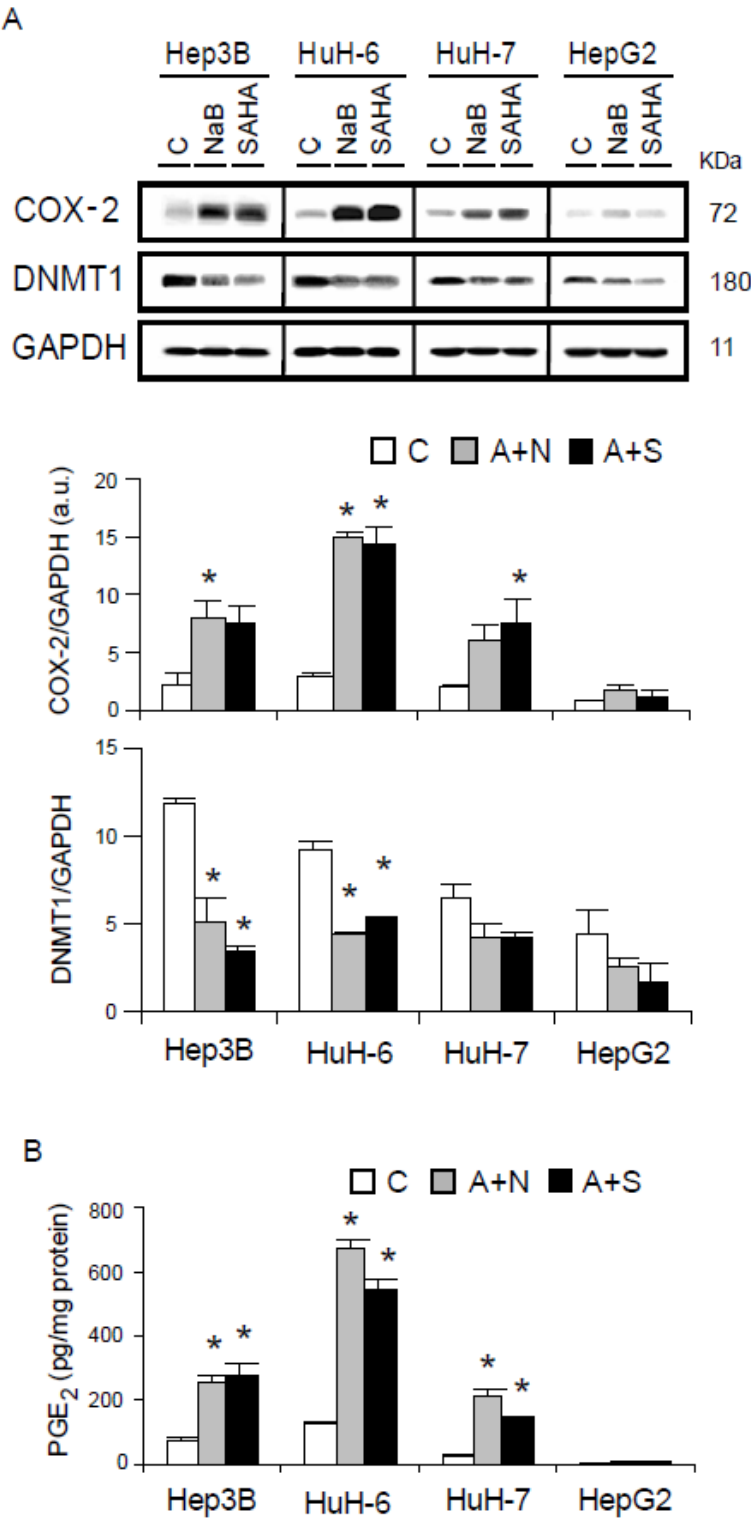 A
Hep3B HuH-6 HuH-7 HepG2
C NaB SAHA C NaB SAHA C NaB SAHA C NaB SAHA
KDa
COX-2 72
DNMT1 180
GAPDH 11
C A+N A+S
COX-2/GAPDH (a.u.)
20
15
10
5
0
* * * *
DNMT1/GAPDH
15
10
5
0
* * * *
Hep3B HuH-6 HuH-7 HepG2
B
C A+N A+S
PGE2 (pg/mg protein)
800
600
400
200
0
* * * * * *
Hep3B HuH-6 HuH-7 HepG2